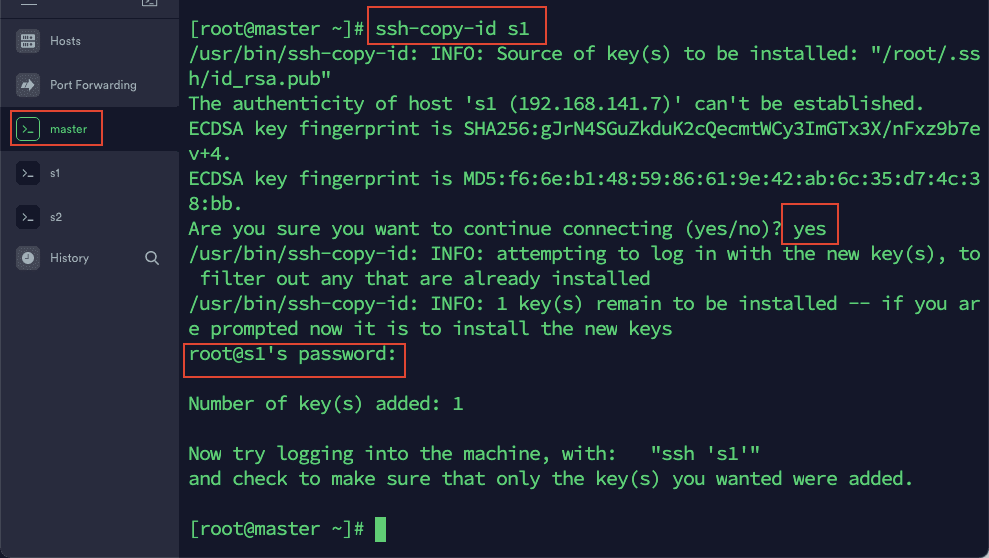 Hosts
Port Forwarding
master
s1
s2
History
[root@master ~]# ssh-copy-id s1
/usr/bin/ssh-copy-id: INFO: Source of key(s) to be installed: "/root/.ss
h/id_rsa.pub"
The authenticity of host 's1 (192.168.141.7)' can't be established.
ECDSA key fingerprint is SHA256:gJrN4SGuZkduK2cQecmtWCy3ImGTx3X/nFxz9b7e
v+4.
ECDSA key fingerprint is MD5:f6:6e:b1:48:59:86:61:9e:42:ab:6c:35:d7:4c:3
8:bb.
Are you sure you want to continue connecting (yes/no)? yes
/usr/bin/ssh-copy-id: INFO: attempting to log in with the new key(s), to
 filter out any that are already installed
/usr/bin/ssh-copy-id: INFO: 1 key(s) remain to be installed -- if you ar
e prompted now it is to install the new keys
root@s1's password:
Number of key(s) added: 1
Now try logging into the machine, with:   "ssh 's1'"
and check to make sure that only the key(s) you wanted were added.
[root@master ~]#